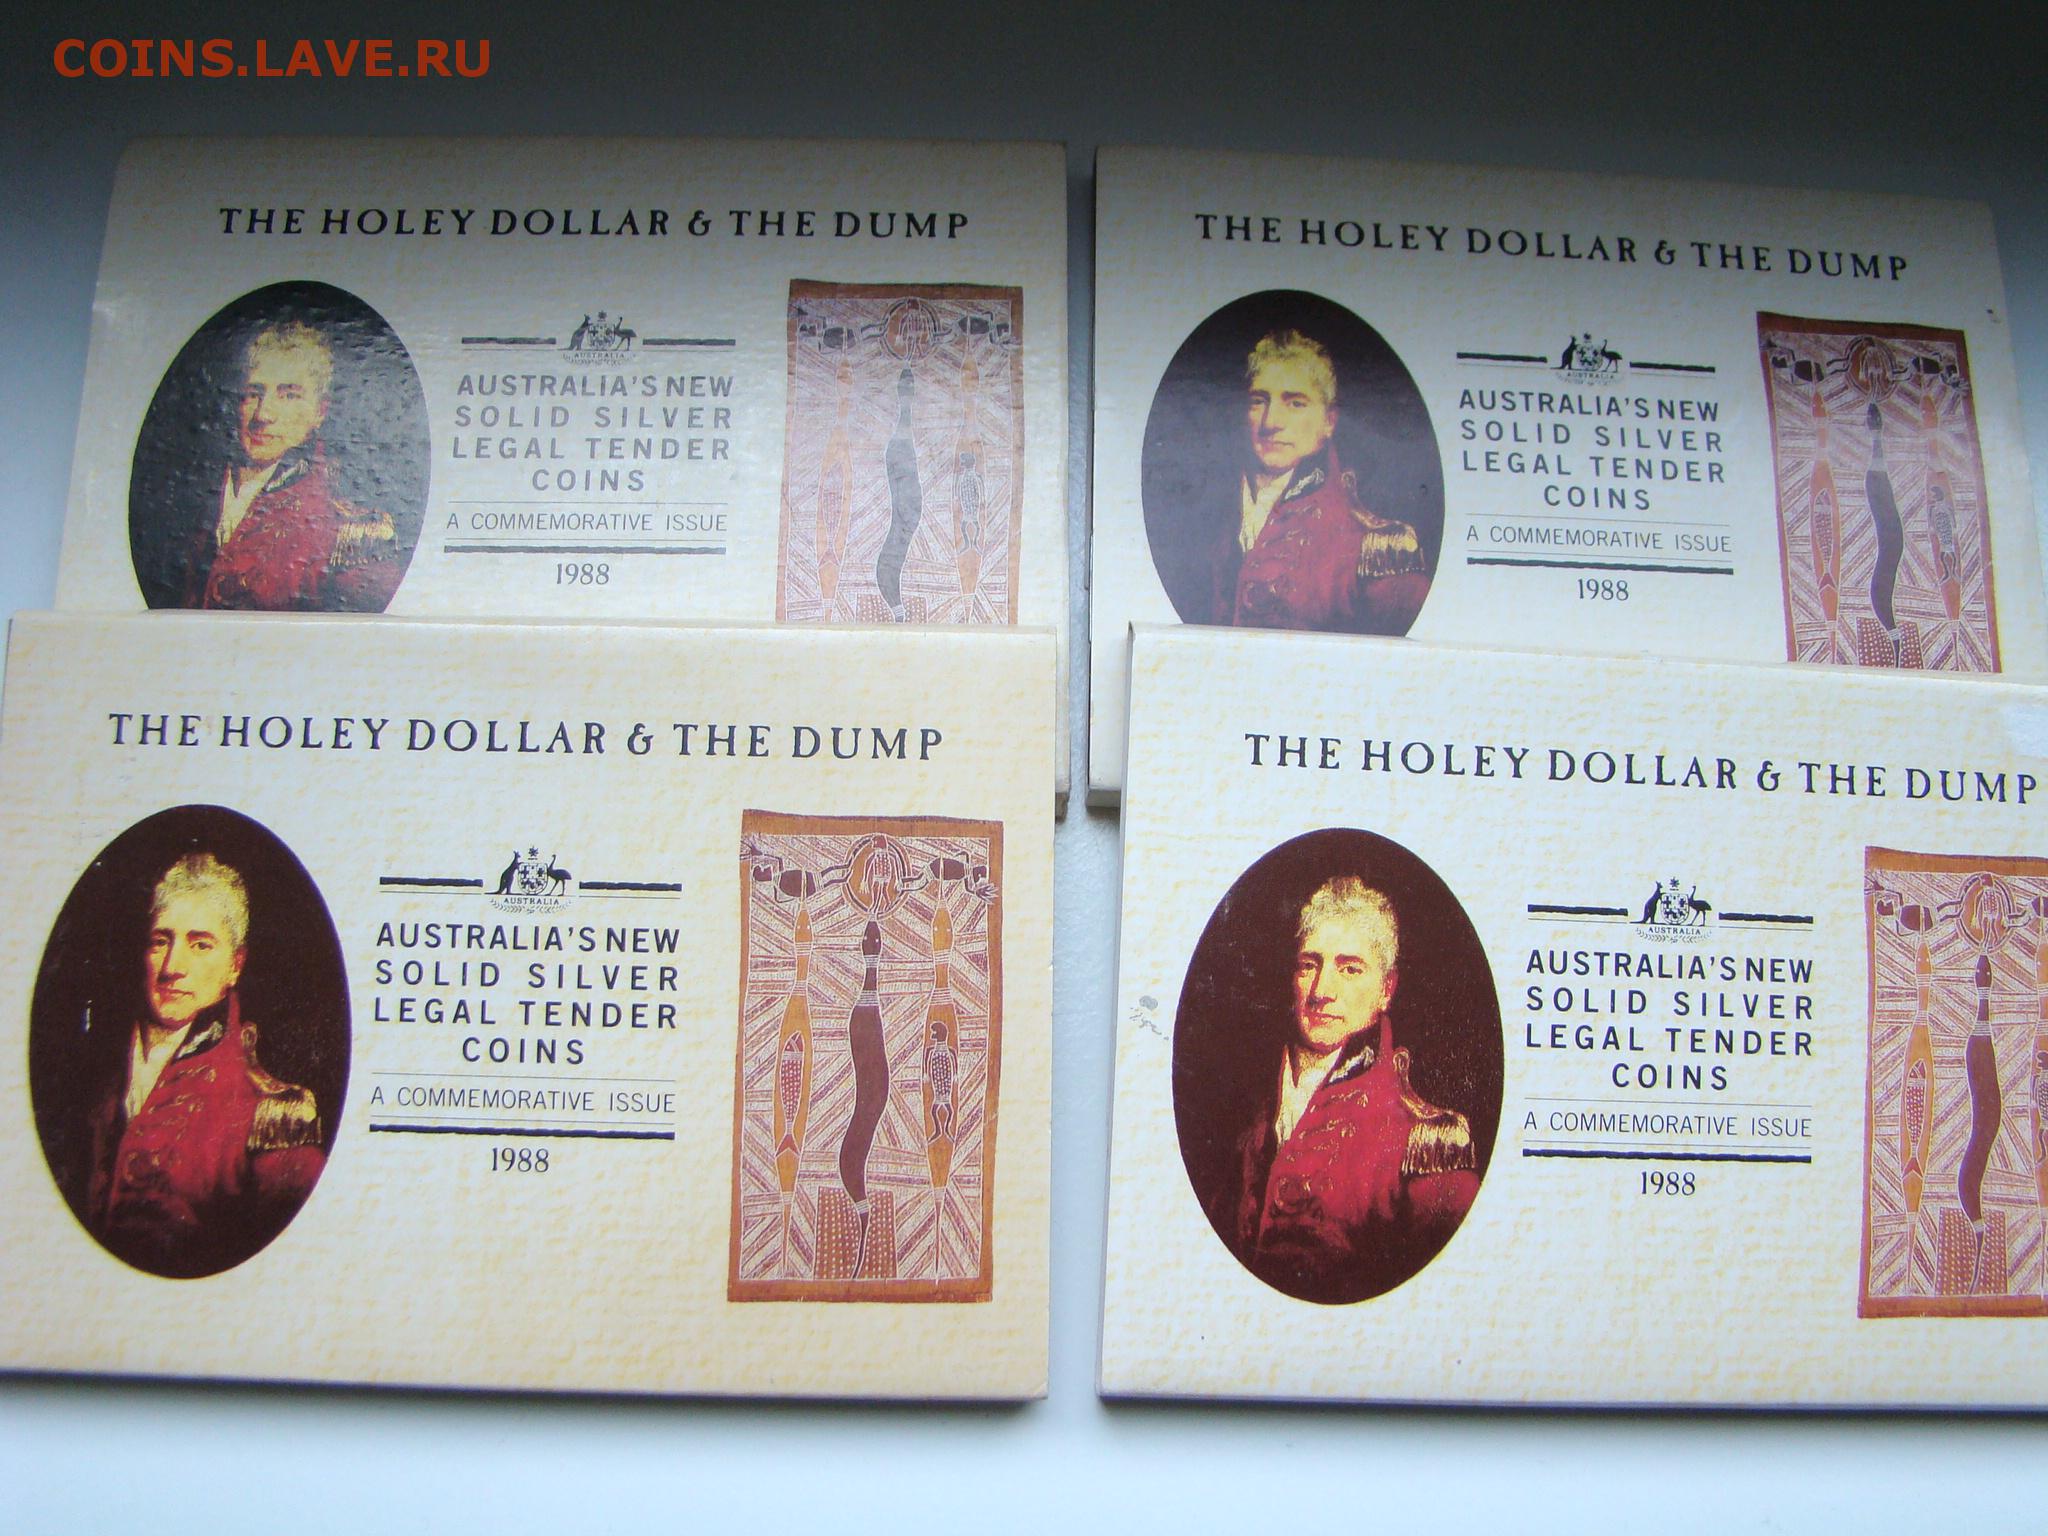 COINS.LAVE.RU
THE HOLEY DOLLAR & THE DUMP
AUSTRALIA
AUSTRALIA'S NEW
SOLID SILVER
LEGAL TENDER
COINS
A COMMEMORATIVE ISSUE
1988
THE HOLEY DOLLAR & THE DUMP
AUSTRALIA
AUSTRALIA'S NEW
SOLID SILVER
LEGAL TENDER
COINS
A COMMEMORATIVE ISSUE
1988
THE HOLEY DOLLAR & THE DUMP
AUSTRALIA
AUSTRALIA'S NEW
SOLID SILVER
LEGAL TENDER
COINS
A COMMEMORATIVE ISSUE
1988
THE HOLEY DOLLAR & THE DUMP
AUSTRALIA
AUSTRALIA'S NEW
SOLID SILVER
LEGAL TENDER
COINS
A COMMEMORATIVE ISSUE
1988